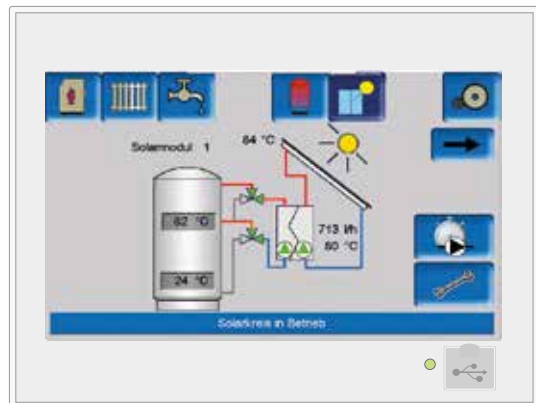 Solarmodul 1
84 °C
62 °C
713 l/h
60 °C
24 °C
Solarkreis in Betrieb